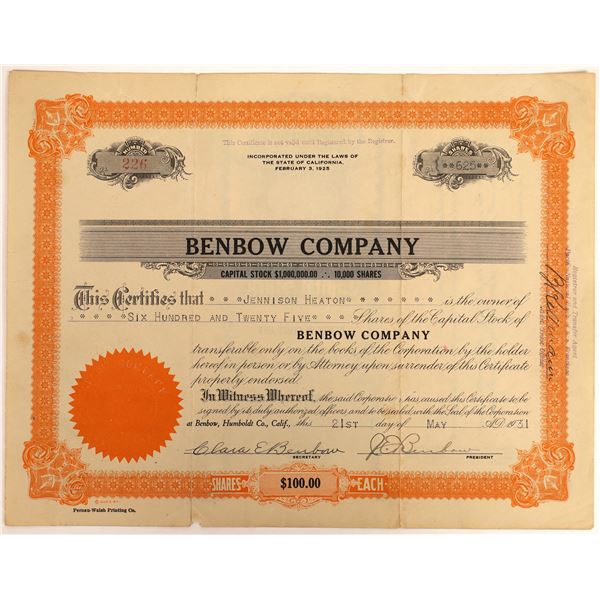 NUMBER
226
This Certificate is not valid until Registered by the Registrar.
INCORPORATED UNDER THE LAWS OF
THE STATE OF CALIFORNIA,
FEBRUARY 3, 1925
SHARES
**625**
BENBOW COMPANY
CAPITAL STOCK $1,000,000.00 ∴ 10,000 SHARES
This Certifies that * * * JENNISON HEATON * * * * * * is the owner of
* * * SIX HUNDRED AND TWENTY FIVE * * * Shares of the Capital Stock of
BENBOW COMPANY
transferable only on the books of the Corporation by the holder
hereof in person or by Attorney upon surrender of this Certificate
properly endorsed.
In Witness Whereof, the said Corporation has caused this Certificate to be
signed by its duly authorized officers and to be sealed with the Seal of the Corporation
at Benbow, Humboldt Co., Calif., this 21ST day of MAY A.D. 1931
Clara E Benbow
SECRETARY
J.C. Benbow
PRESIDENT
SHARES $100.00 EACH
Pernau-Walsh Printing Co.
Registrar and Transfer Agent